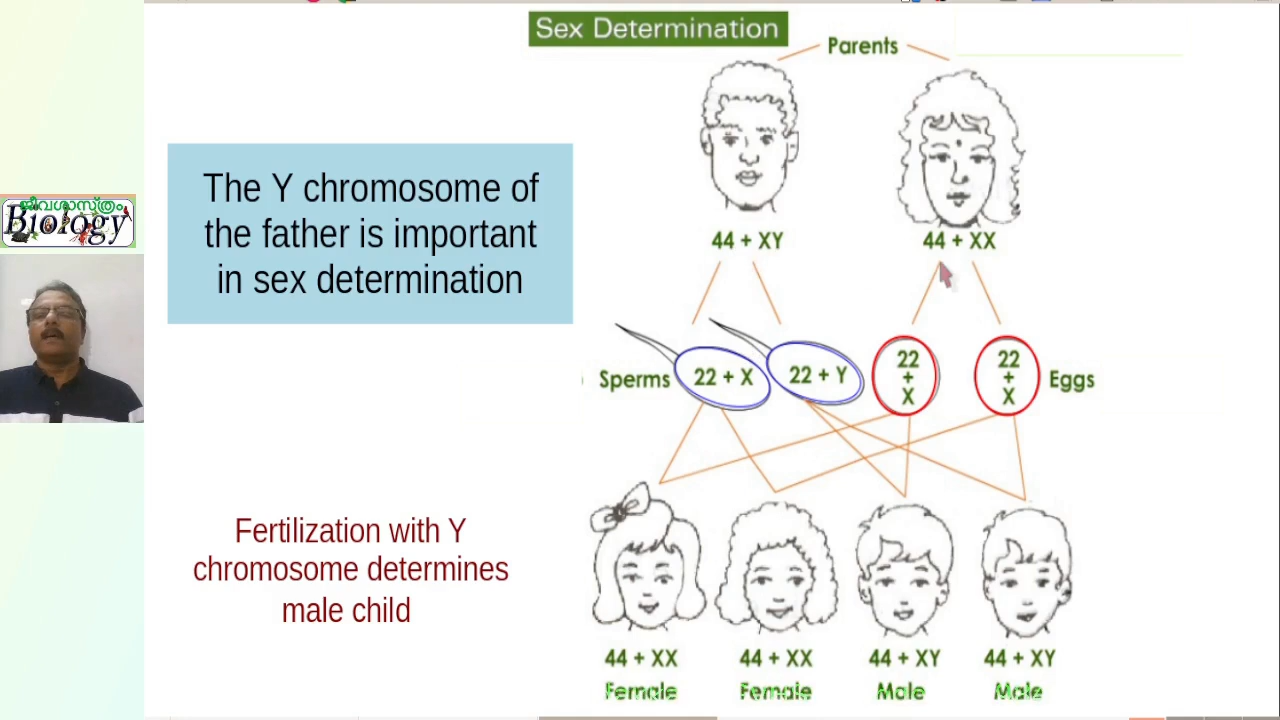 Sex Determination
Parents
The Y chromosome of
the father is important
in sex determination
ജീവശാസ്ത്രം
Biology
44 + XY
44 + XX
Sperms
22 + X
22 + Y
22
+
X
22
+
X
Eggs
Fertilization with Y
chromosome determines
male child
44 + XX
44 + XX
44 + XY
44 + XY
Female
Female
Male
Male